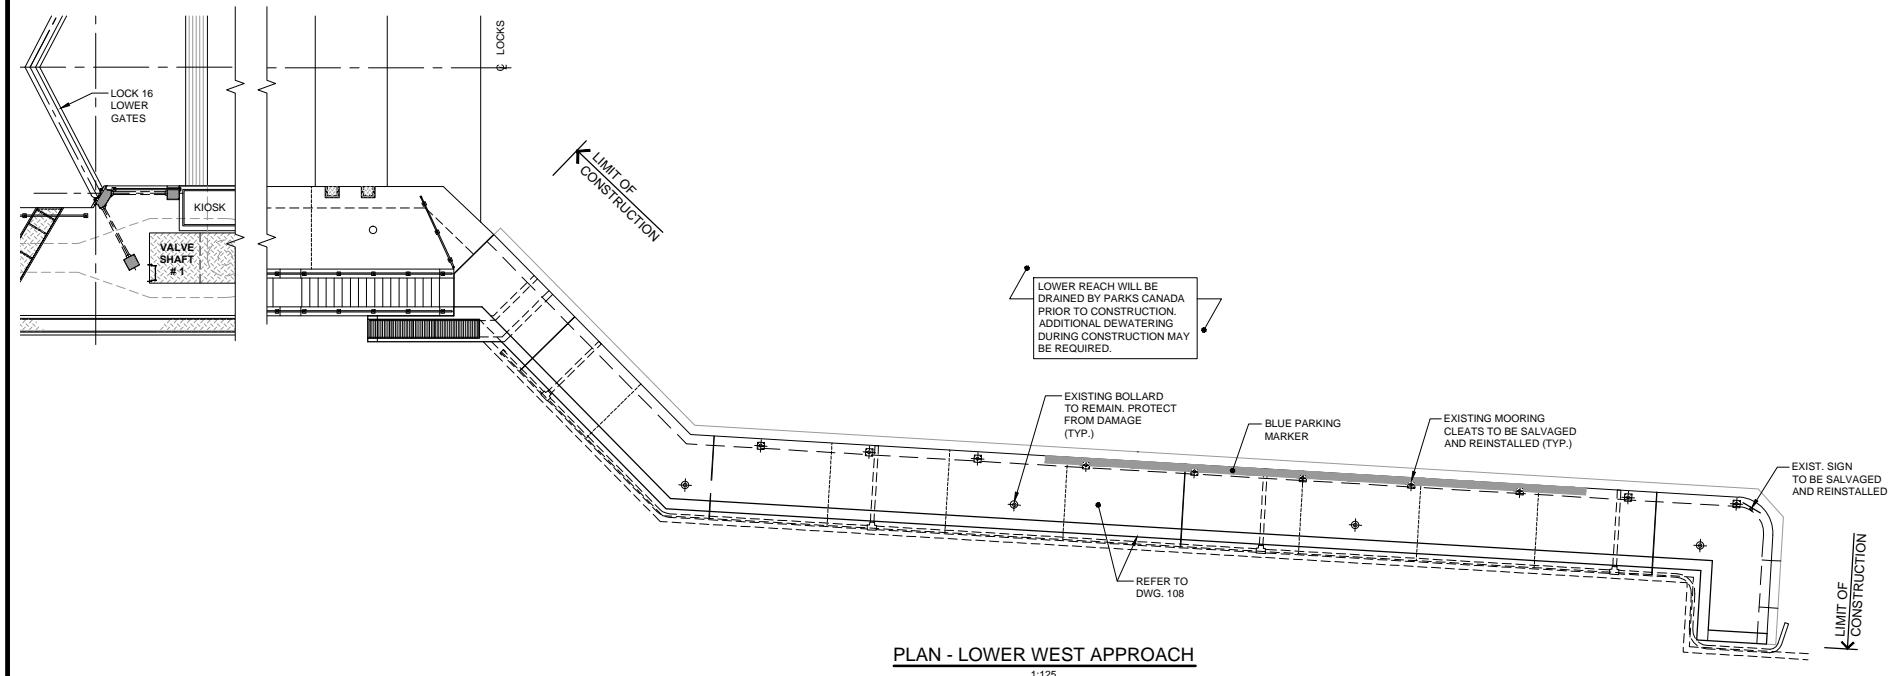 ℄ LOCKS
LOCK 16
LOWER
GATES
KIOSK
VALVE
SHAFT
# 1
LIMIT OF
CONSTRUCTION
LOWER REACH WILL BE
DRAINED BY PARKS CANADA
PRIOR TO CONSTRUCTION.
ADDITIONAL DEWATERING
DURING CONSTRUCTION MAY
BE REQUIRED.
EXISTING BOLLARD
TO REMAIN. PROTECT
FROM DAMAGE
(TYP.)
BLUE PARKING
MARKER
EXISTING MOORING
CLEATS TO BE SALVAGED
AND REINSTALLED (TYP.)
EXIST. SIGN
TO BE SALVAGED
AND REINSTALLED
REFER TO
DWG. 108
LIMIT OF
CONSTRUCTION
PLAN - LOWER WEST APPROACH
1:125